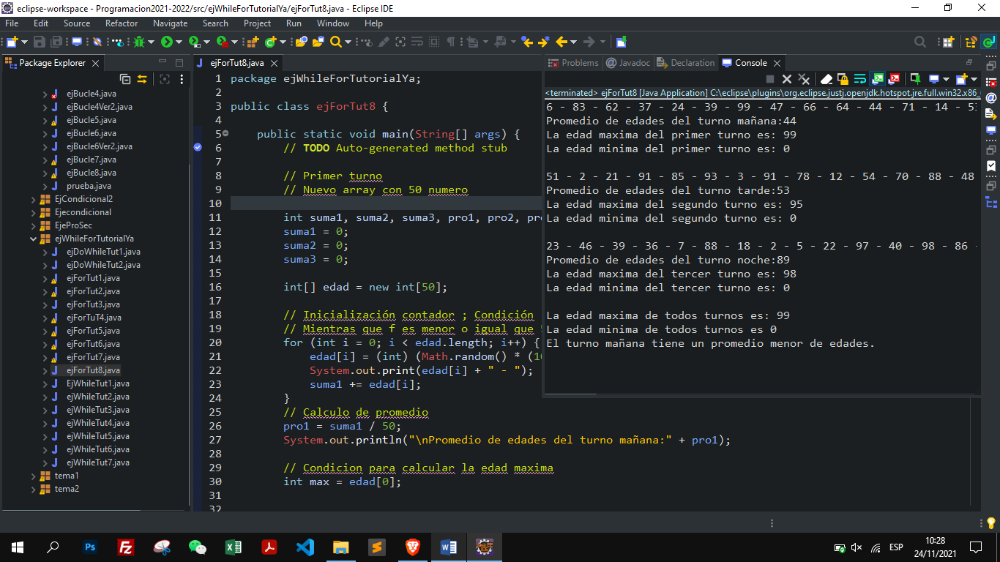 eclipse-workspace - Programacion2021-2022/src/ejWhileForTutorialYa/ejForTut8.java - Eclipse IDE
File Edit Source Refactor Navigate Search Project Run Window Help
Package Explorer
ejBucle4.java
ejBucle4Ver2.java
ejBucle5.java
ejBucle6.java
ejBucle6Ver2.java
ejBucle7.java
ejBucle8.java
prueba.java
EjCondicional2
Ejecondicional
EjeProSec
ejWhileForTutorialYa
ejDoWhileTut1.java
ejDoWhileTut2.java
ejForTut1.java
ejForTut2.java
ejForTut3.java
ejForTuT4.java
ejForTut5.java
ejForTut6.java
ejForTut7.java
ejForTut8.java
EjWhileTut1.java
ejWhileTut2.java
ejWhileTut3.java
ejWhileTut4.java
ejWhileTut5.java
ejWhileTut6.java
ejWhileTut7.java
tema1
tema2
ejForTut8.java
1 package ejWhileForTutorialYa;
2
3 public class ejForTut8 {
4
5 public static void main(String[] args) {
6 // TODO Auto-generated method stub
7
8 // Primer turno
9 // Nuevo array con 50 numero
10
11 int suma1, suma2, suma3, pro1, pro2, pro
12 suma1 = 0;
13 suma2 = 0;
14 suma3 = 0;
15
16 int[] edad = new int[50];
17
18 // Inicialización contador ; Condición
19 // Mientras que f es menor o igual que
20 for (int i = 0; i < edad.length; i++) {
21 edad[i] = (int) (Math.random() * (10
22 System.out.print(edad[i] + " - ");
23 suma1 += edad[i];
24 }
25 // Calculo de promedio
26 pro1 = suma1 / 50;
27 System.out.println("\nPromedio de edades del turno mañana:" + pro1);
28
29 // Condicion para calcular la edad maxima
30 int max = edad[0];
31
32
Problems Javadoc Declaration Console
<terminated> ejForTut8 [Java Application] C:\eclipse\plugins\org.eclipse.justj.openjdk.hotspot.jre.full.win32.x86_
6 - 83 - 62 - 37 - 24 - 39 - 99 - 47 - 66 - 64 - 44 - 71 - 14 - 53
Promedio de edades del turno mañana:44
La edad maxima del primer turno es: 99
La edad minima del primer turno es: 0
51 - 2 - 21 - 91 - 85 - 93 - 3 - 91 - 78 - 12 - 54 - 70 - 88 - 48
Promedio de edades del turno tarde:53
La edad maxima del segundo turno es: 95
La edad minima del segundo turno es: 0
23 - 46 - 39 - 36 - 7 - 88 - 18 - 2 - 5 - 22 - 97 - 40 - 98 - 86 -
Promedio de edades del turno noche:89
La edad maxima del tercer turno es: 98
La edad minima del tercer turno es: 0
La edad maxima de todos turnos es: 99
La edad minima de todos turnos es 0
El turno mañana tiene un promedio menor de edades.
ESP
10:28
24/11/2021